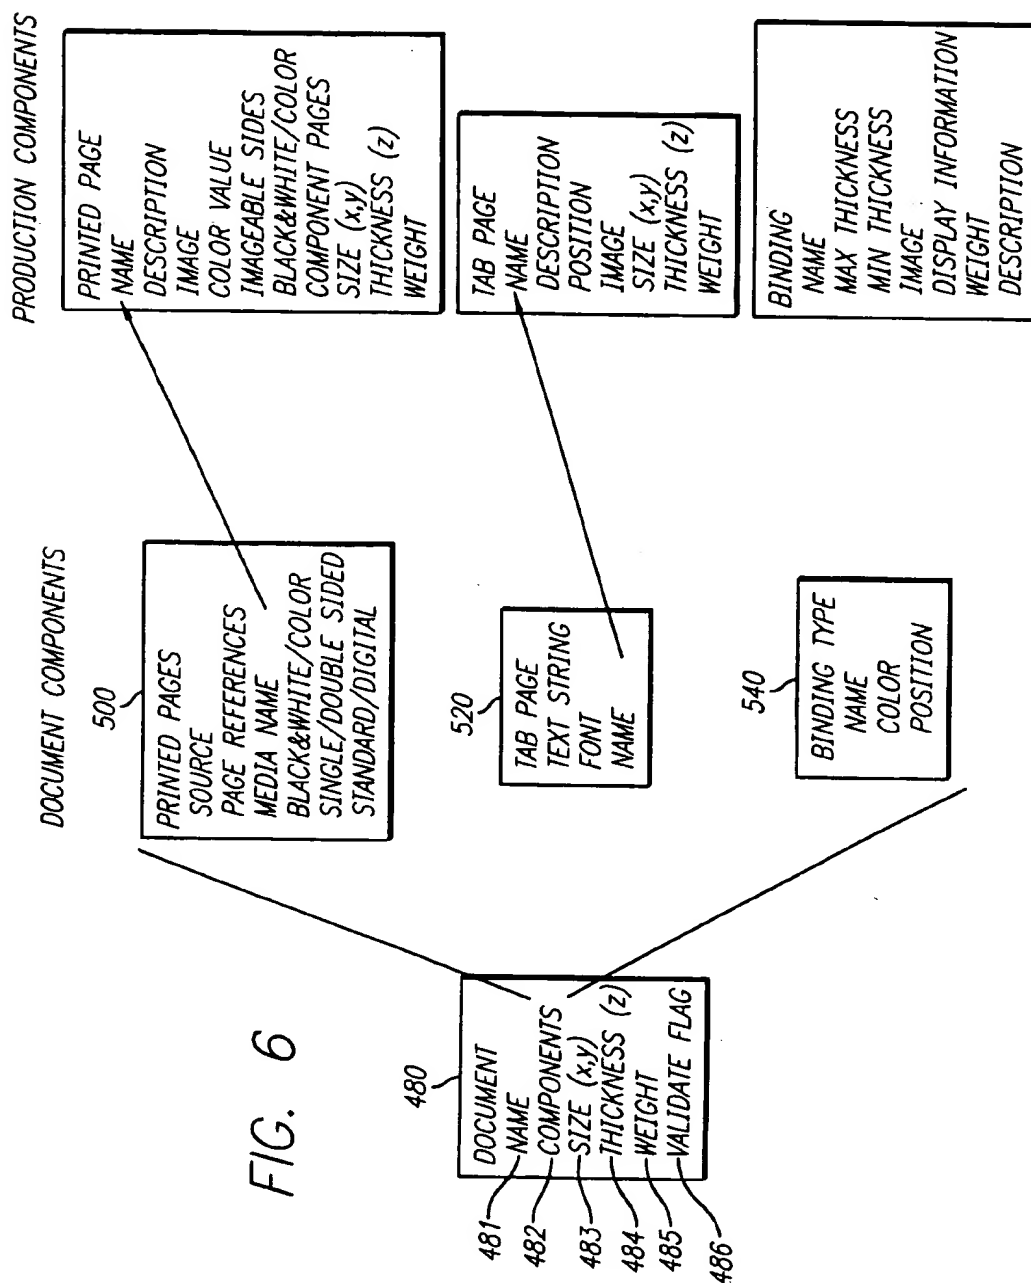 FIG. 6
480
DOCUMENT
481 NAME
482 COMPONENTS
483 SIZE (x,y)
484 THICKNESS (z)
485 WEIGHT
486 VALIDATE FLAG
DOCUMENT COMPONENTS
500
PRINTED PAGES
SOURCE
PAGE REFERENCES
MEDIA NAME
BLACK&WHITE/COLOR
SINGLE/DOUBLE SIDED
STANDARD/DIGITAL
520
TAB PAGE
TEXT STRING
FONT
NAME
540
BINDING TYPE
NAME
COLOR
POSITION
PRODUCTION COMPONENTS
PRINTED PAGE
NAME
DESCRIPTION
IMAGE
COLOR VALUE
IMAGEABLE SIDES
BLACK&WHITE/COLOR
COMPONENT PAGES
SIZE (x,y)
THICKNESS (z)
WEIGHT
TAB PAGE
NAME
DESCRIPTION
POSITION
IMAGE
SIZE (x,y)
THICKNESS (z)
WEIGHT
BINDING
NAME
MAX THICKNESS
MIN THICKNESS
IMAGE
DISPLAY INFORMATION
WEIGHT
DESCRIPTION